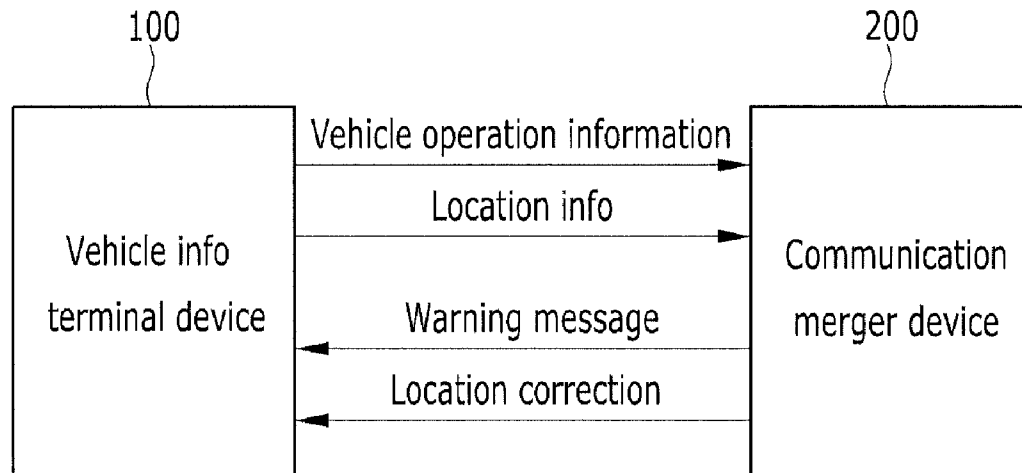 100
200
Vehicle operation information
Location info
Vehicle info
terminal device
Communication
merger device
Warning message
Location correction